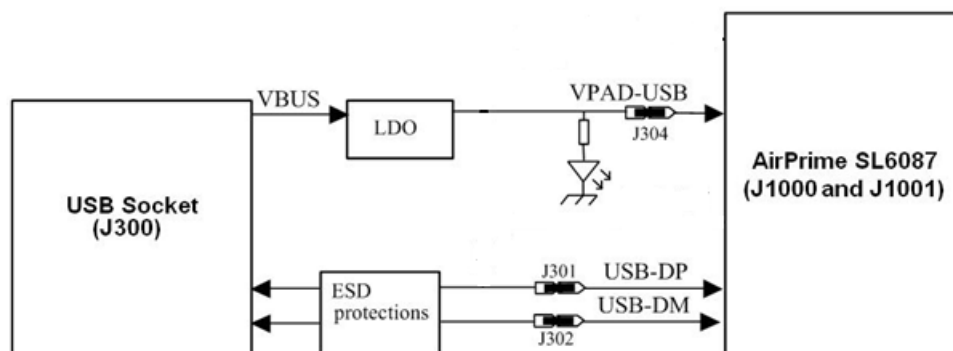 VBUS
VPAD-USB
LDO
J304
AirPrime SL6087
(J1000 and J1001)
USB Socket
(J300)
ESD
protections
J301
USB-DP
USB-DM
J302